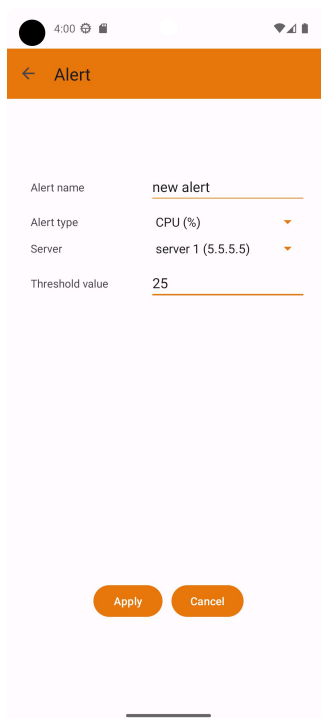 4:00
Alert
Alert name new alert
Alert type CPU (%)
Server server 1 (5.5.5.5)
Threshold value 25
Apply Cancel